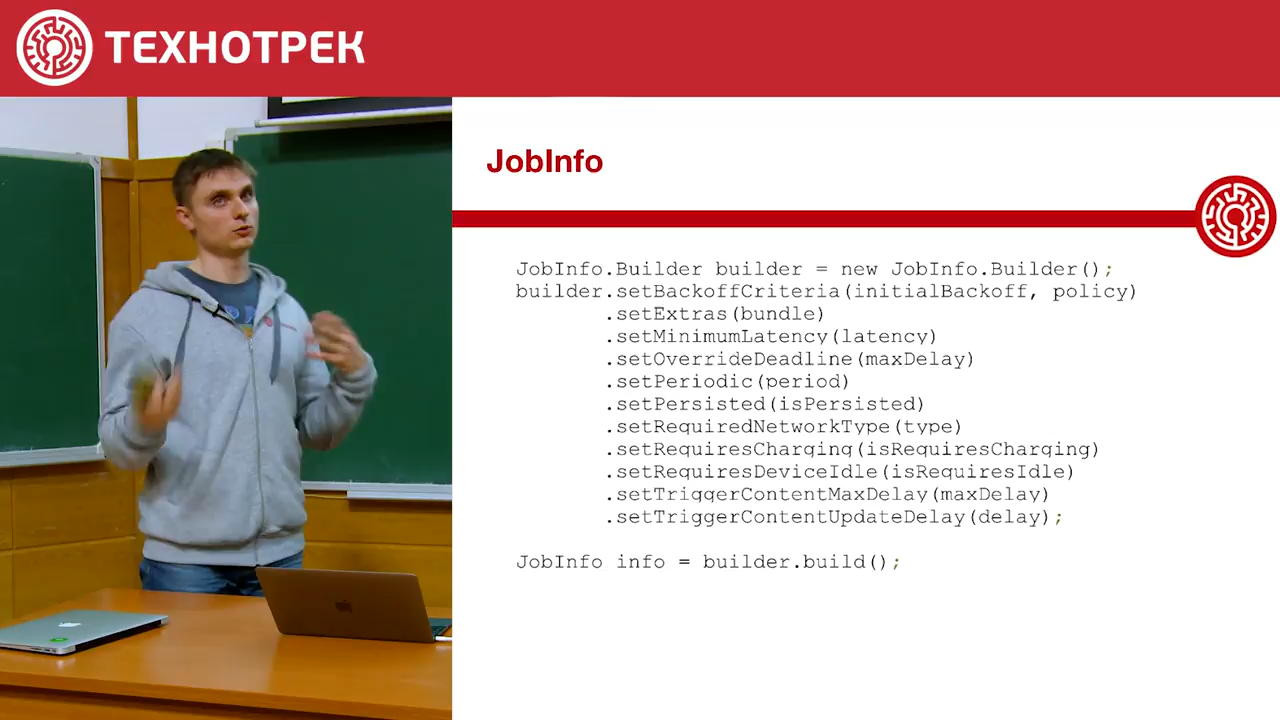 ТЕХНОТРЕК
JobInfo
JobInfo.Builder builder = new JobInfo.Builder();
builder.setBackoffCriteria(initialBackoff, policy)
.setExtras(bundle)
.setMinimumLatency(latency)
.setOverrideDeadline(maxDelay)
.setPeriodic(period)
.setPersisted(isPersisted)
.setRequiredNetworkType(type)
.setRequiresCharging(isRequiresCharging)
.setRequiresDeviceIdle(isRequiresIdle)
.setTriggerContentMaxDelay(maxDelay)
.setTriggerContentUpdateDelay(delay);
JobInfo info = builder.build();